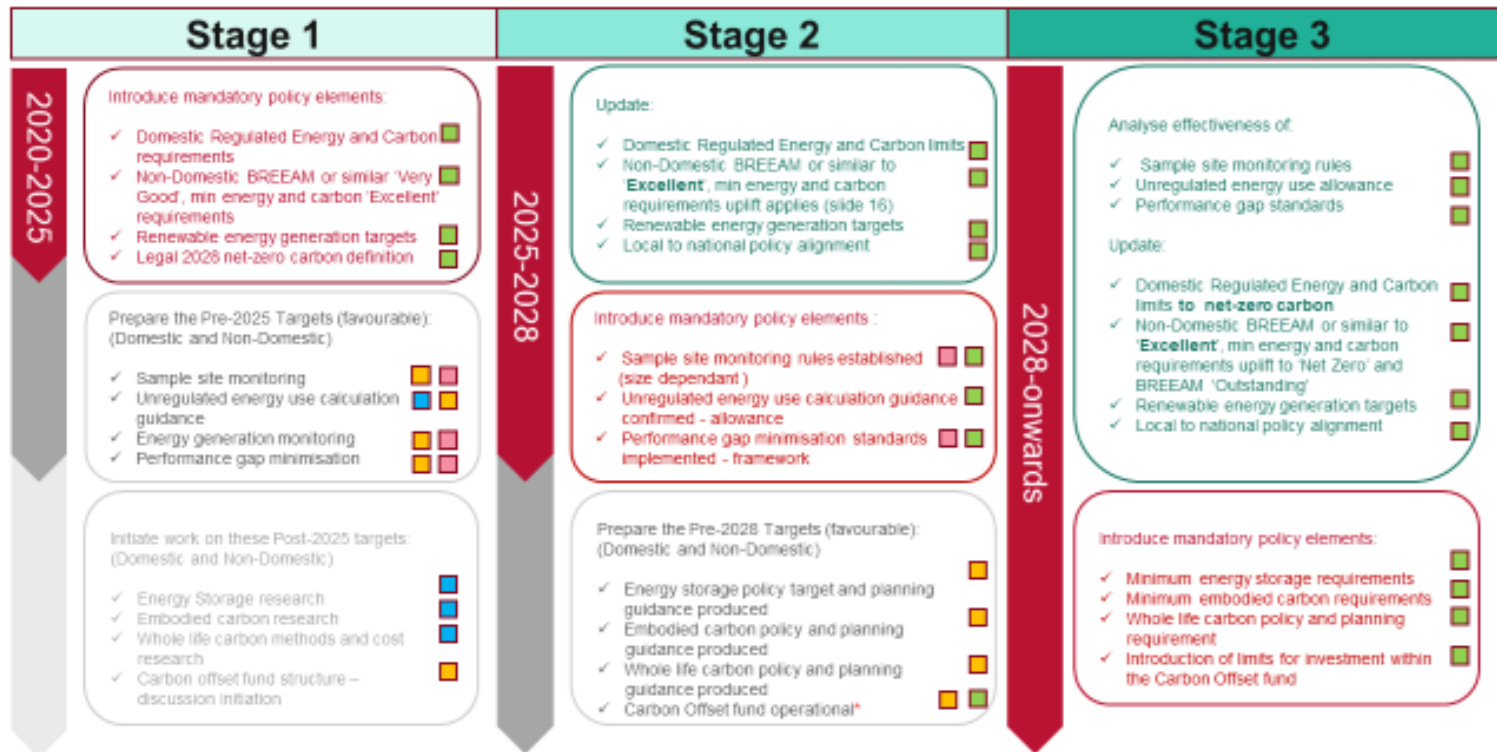 Stage 1
Stage 2
Stage 3
2020-2025
Introduce mandatory policy elements:
✓ Domestic Regulated Energy and Carbon
requirements
✓ Non-Domestic BREEAM or similar 'Very
Good', min energy and carbon 'Excellent'
requirements
✓ Renewable energy generation targets
✓ Legal 2028 net-zero carbon definition
Prepare the Pre-2025 Targets (favourable):
(Domestic and Non-Domestic)
✓ Sample site monitoring
✓ Unregulated energy use calculation
guidance
✓ Energy generation monitoring
✓ Performance gap minimisation
Initiate work on these Post-2025 targets:
(Domestic and Non-Domestic)
✓ Energy Storage research
✓ Embodied carbon research
✓ Whole life carbon methods and cost
research
✓ Carbon offset fund structure –
discussion initiation
2025-2028
Update:
✓ Domestic Regulated Energy and Carbon limits
✓ Non-Domestic BREEAM or similar to
'Excellent', min energy and carbon
requirements uplift applies (slide 16)
✓ Renewable energy generation targets
✓ Local to national policy alignment
Introduce mandatory policy elements :
✓ Sample site monitoring rules established
(size dependant )
✓ Unregulated energy use calculation guidance
confirmed - allowance
✓ Performance gap minimisation standards
implemented - framework
Prepare the Pre-2028 Targets (favourable):
(Domestic and Non-Domestic)
✓ Energy storage policy target and planning
guidance produced
✓ Embodied carbon policy and planning
guidance produced
✓ Whole life carbon policy and planning
guidance produced
✓ Carbon Offset fund operational*
2028-onwards
Analyse effectiveness of:
✓ Sample site monitoring rules
✓ Unregulated energy use allowance
✓ Performance gap standards
Update:
✓ Domestic Regulated Energy and Carbon
limits to net-zero carbon
✓ Non-Domestic BREEAM or similar to
'Excellent', min energy and carbon
requirements uplift to 'Net Zero' and
BREEAM 'Outstanding'
✓ Renewable energy generation targets
✓ Local to national policy alignment
Introduce mandatory policy elements:
✓ Minimum energy storage requirements
✓ Minimum embodied carbon requirements
✓ Whole life carbon policy and planning
requirement
✓ Introduction of limits for investment within
the Carbon Offset fund